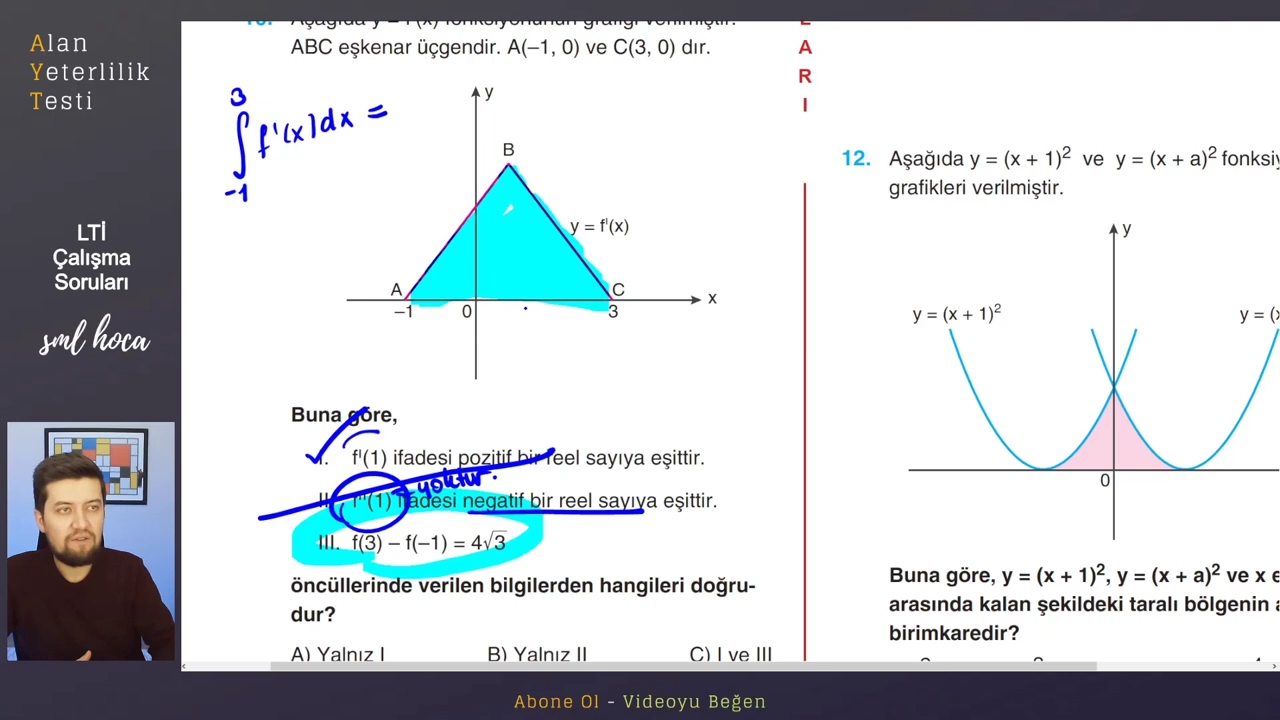 Alan
Yeterlilik
Testi
LTİ
Çalışma
Soruları
sml hoca
ABC eşkenar üçgendir. A(–1, 0) ve C(3, 0) dır.
3
∫ f'(x)dx =
-1
y
B
y = f'(x)
A
C
x
–1
0
3
Buna göre,
I. f'(1) ifadesi pozitif bir reel sayıya eşittir.
yoktur.
II. f''(1) ifadesi negatif bir reel sayıya eşittir.
III. f(3) – f(–1) = 4√3
öncüllerinde verilen bilgilerden hangileri doğru-
dur?
A) Yalnız I B) Yalnız II C) I ve III
A
R
I
12. Aşağıda y = (x + 1)² ve y = (x + a)² fonksiy
grafikleri verilmiştir.
y
y = (x + 1)²
y = (x
0
Buna göre, y = (x + 1)², y = (x + a)² ve x e
arasında kalan şekildeki taralı bölgenin a
birimkaredir?
Abone Ol - Videoyu Beğen